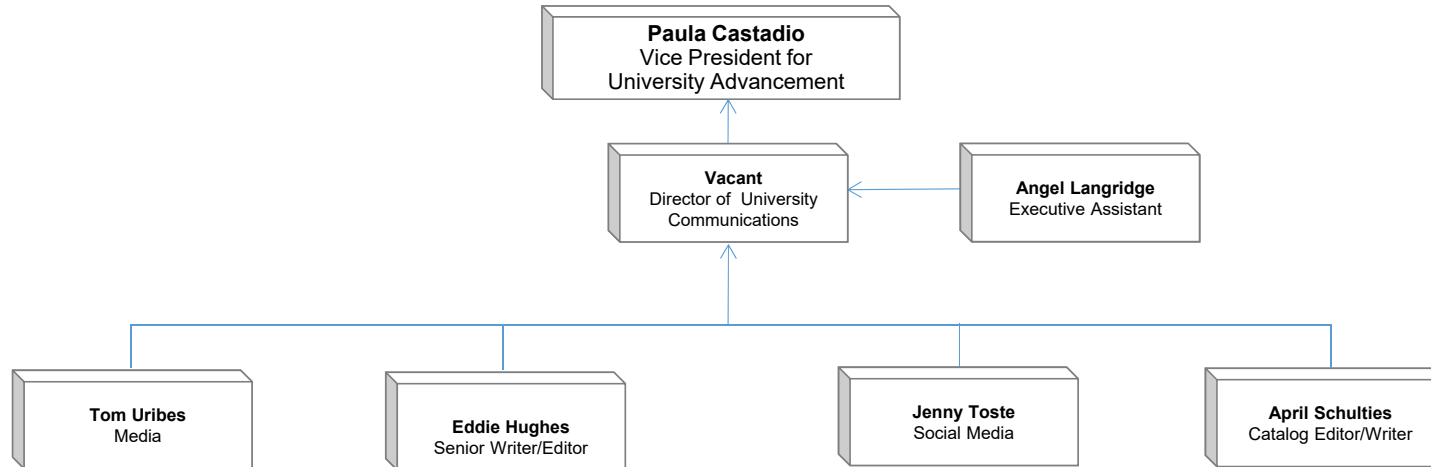 Paula Castadio
Vice President for
University Advancement
Vacant
Director of University
Communications
Angel Langridge
Executive Assistant
Tom Uribes
Media
Eddie Hughes
Senior Writer/Editor
Jenny Toste
Social Media
April Schulties
Catalog Editor/Writer